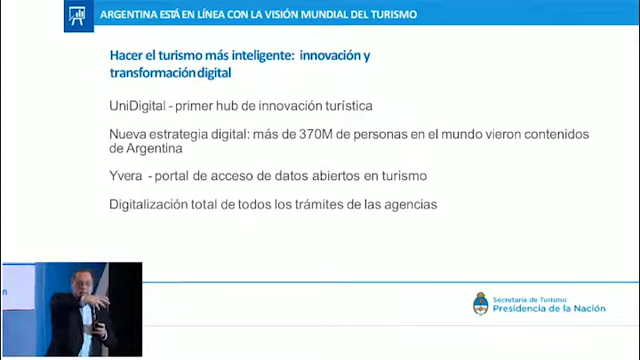 ARGENTINA ESTÁ EN LÍNEA CON LA VISIÓN MUNDIAL DEL TURISMO
Hacer el turismo más inteligente: innovación y
transformación digital
UniDigital - primer hub de innovación turística
Nueva estrategia digital: más de 370M de personas en el mundo vieron contenidos
de Argentina
Yvera - portal de acceso de datos abiertos en turismo
Digitalización total de todos los trámites de las agencias
Secretaría de Turismo
Presidencia de la Nación